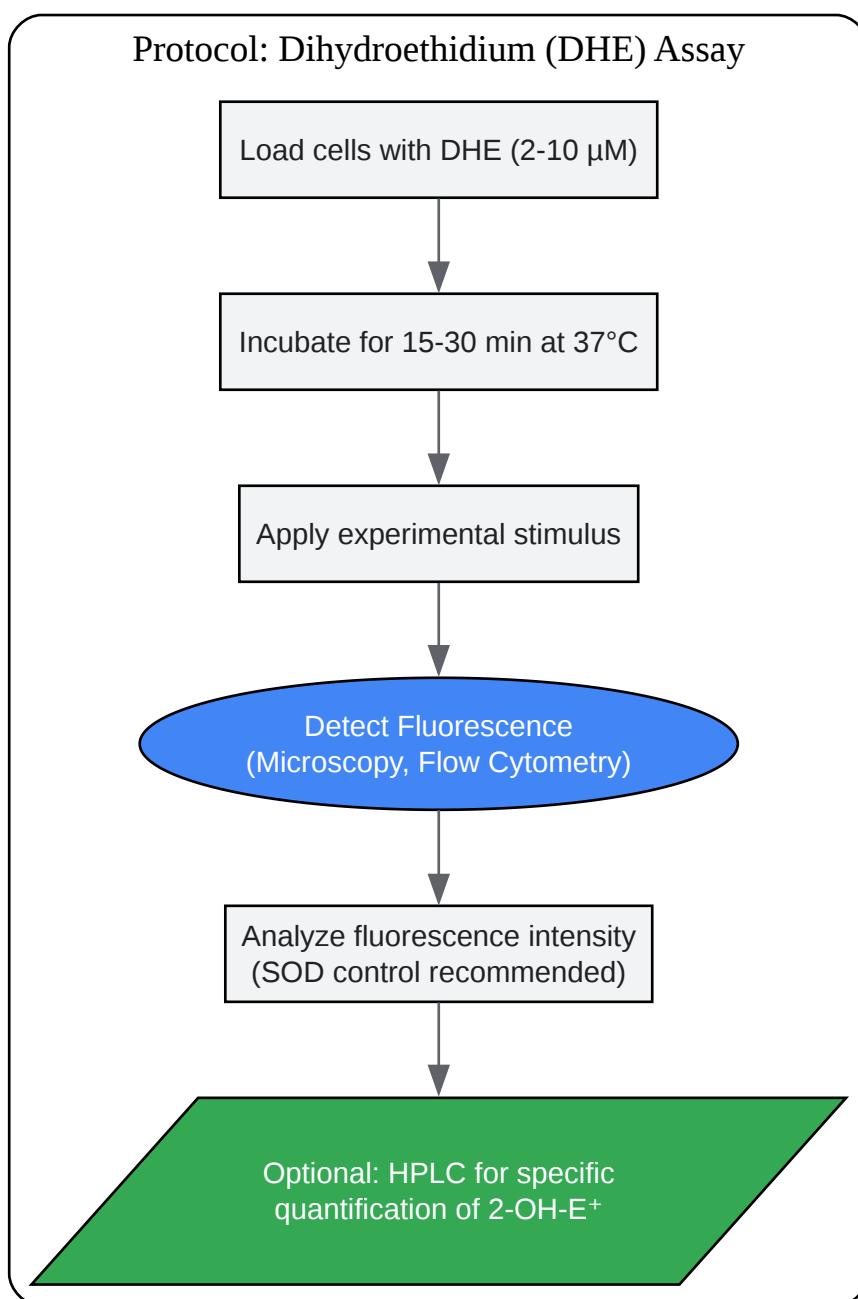 Protocol: Dihydroethidium (DHE) Assay
Load cells with DHE (2-10 µM)
Incubate for 15-30 min at 37°C
Apply experimental stimulus
Detect Fluorescence
(Microscopy, Flow Cytometry)
Analyze fluorescence intensity
(SOD control recommended)
Optional: HPLC for specific
quantification of 2-OH-E⁺